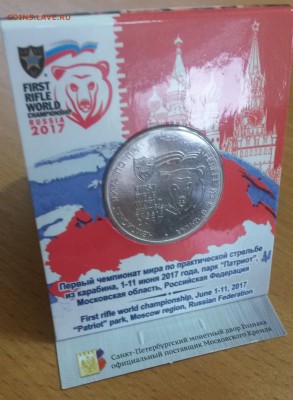 SOVS.LAVE.RU
FIRST
RIFLE WORLD
CHAMPIONSHIP
RUSSIA
2017
Первый чемпионат мира по практической стрельбе
из карабина, 1-11 июня 2017 года, парк "Патриот",
Московская область, Российская Федерация
First rifle world championship, June 1-11, 2017
"Patriot" park, Moscow region, Russian Federation
Санкт-Петербургский монетный двор Гознака
официальный поставщик Московского Кремля